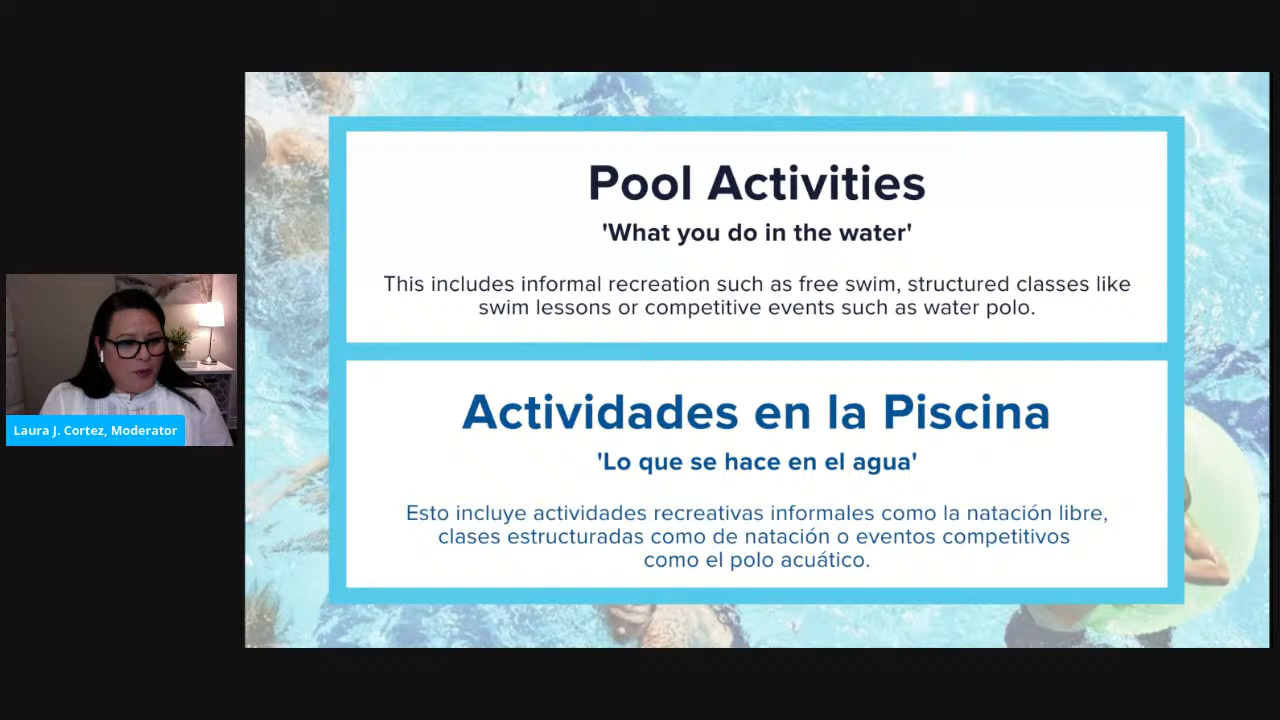 Pool Activities
'What you do in the water'
This includes informal recreation such as free swim, structured classes like
swim lessons or competitive events such as water polo.
Laura J. Cortez, Moderator
Actividades en la Piscina
'Lo que se hace en el agua'
Esto incluye actividades recreativas informales como la natación libre,
clases estructuradas como de natación o eventos competitivos
como el polo acuático.